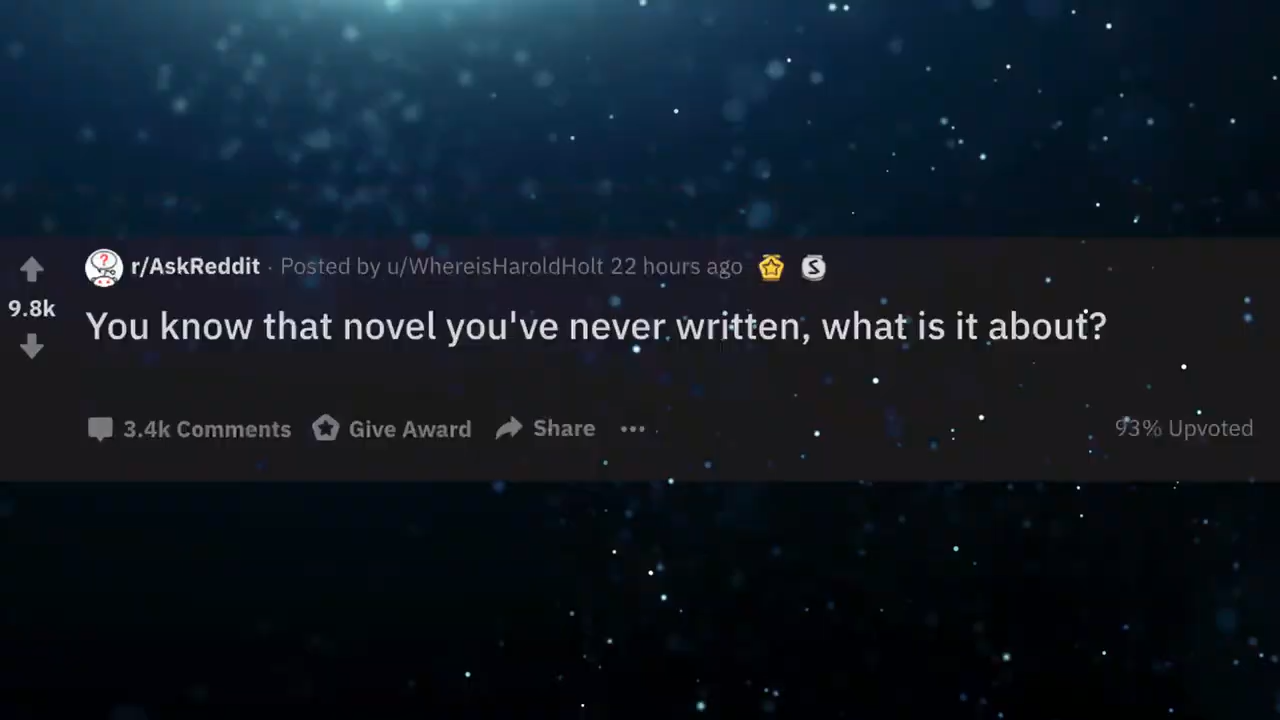 r/AskReddit · Posted by u/WhereisHaroldHolt 22 hours ago
9.8k
You know that novel you've never written, what is it about?
3.4k Comments Give Award Share ••• 93% Upvoted